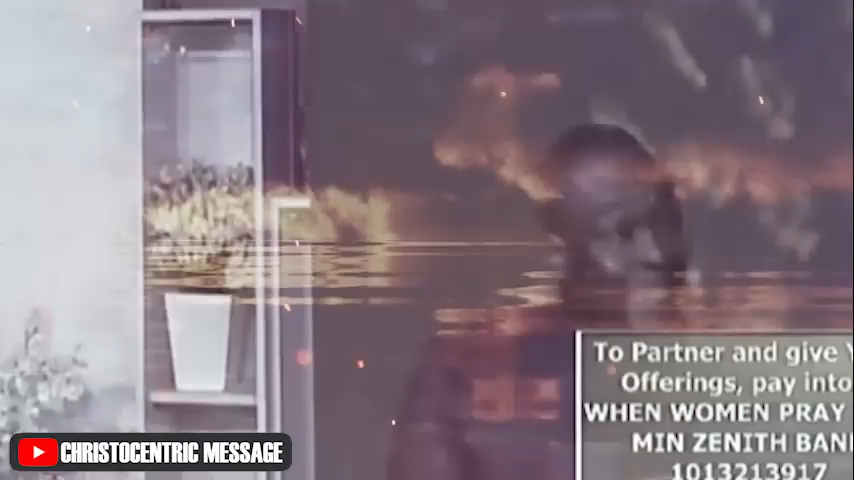 To Partner and give
Offerings, pay into
WHEN WOMEN PRAY
MIN ZENITH BAN
1013213917
CHRISTOCENTRIC MESSAGE